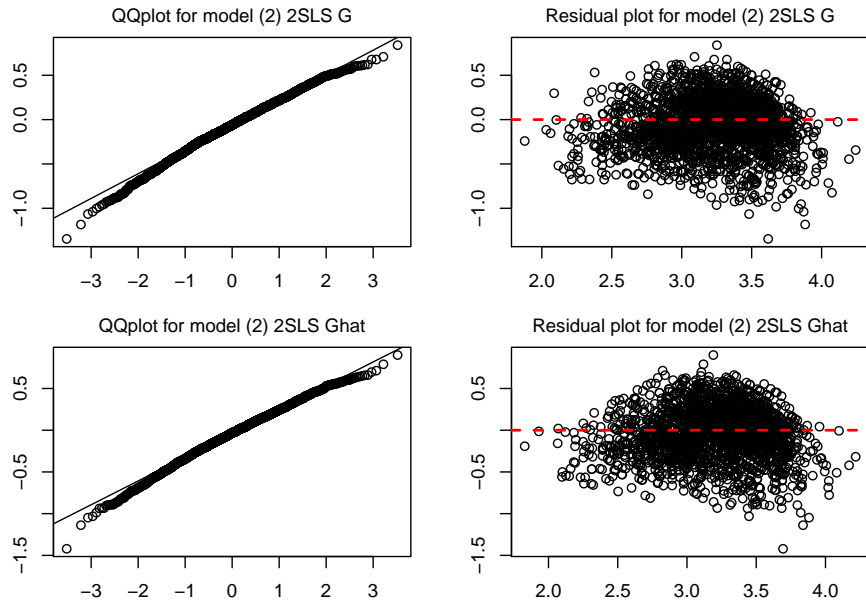 QQplot for model (2) 2SLS G
0.5
0.0
−1.0
−3 −2 −1 0 1 2 3
Residual plot for model (2) 2SLS G
0.5
0.0
−1.0
2.0 2.5 3.0 3.5 4.0
QQplot for model (2) 2SLS Ghat
0.5
−0.5
−1.5
−3 −2 −1 0 1 2 3
Residual plot for model (2) 2SLS Ghat
0.5
−0.5
−1.5
2.0 2.5 3.0 3.5 4.0